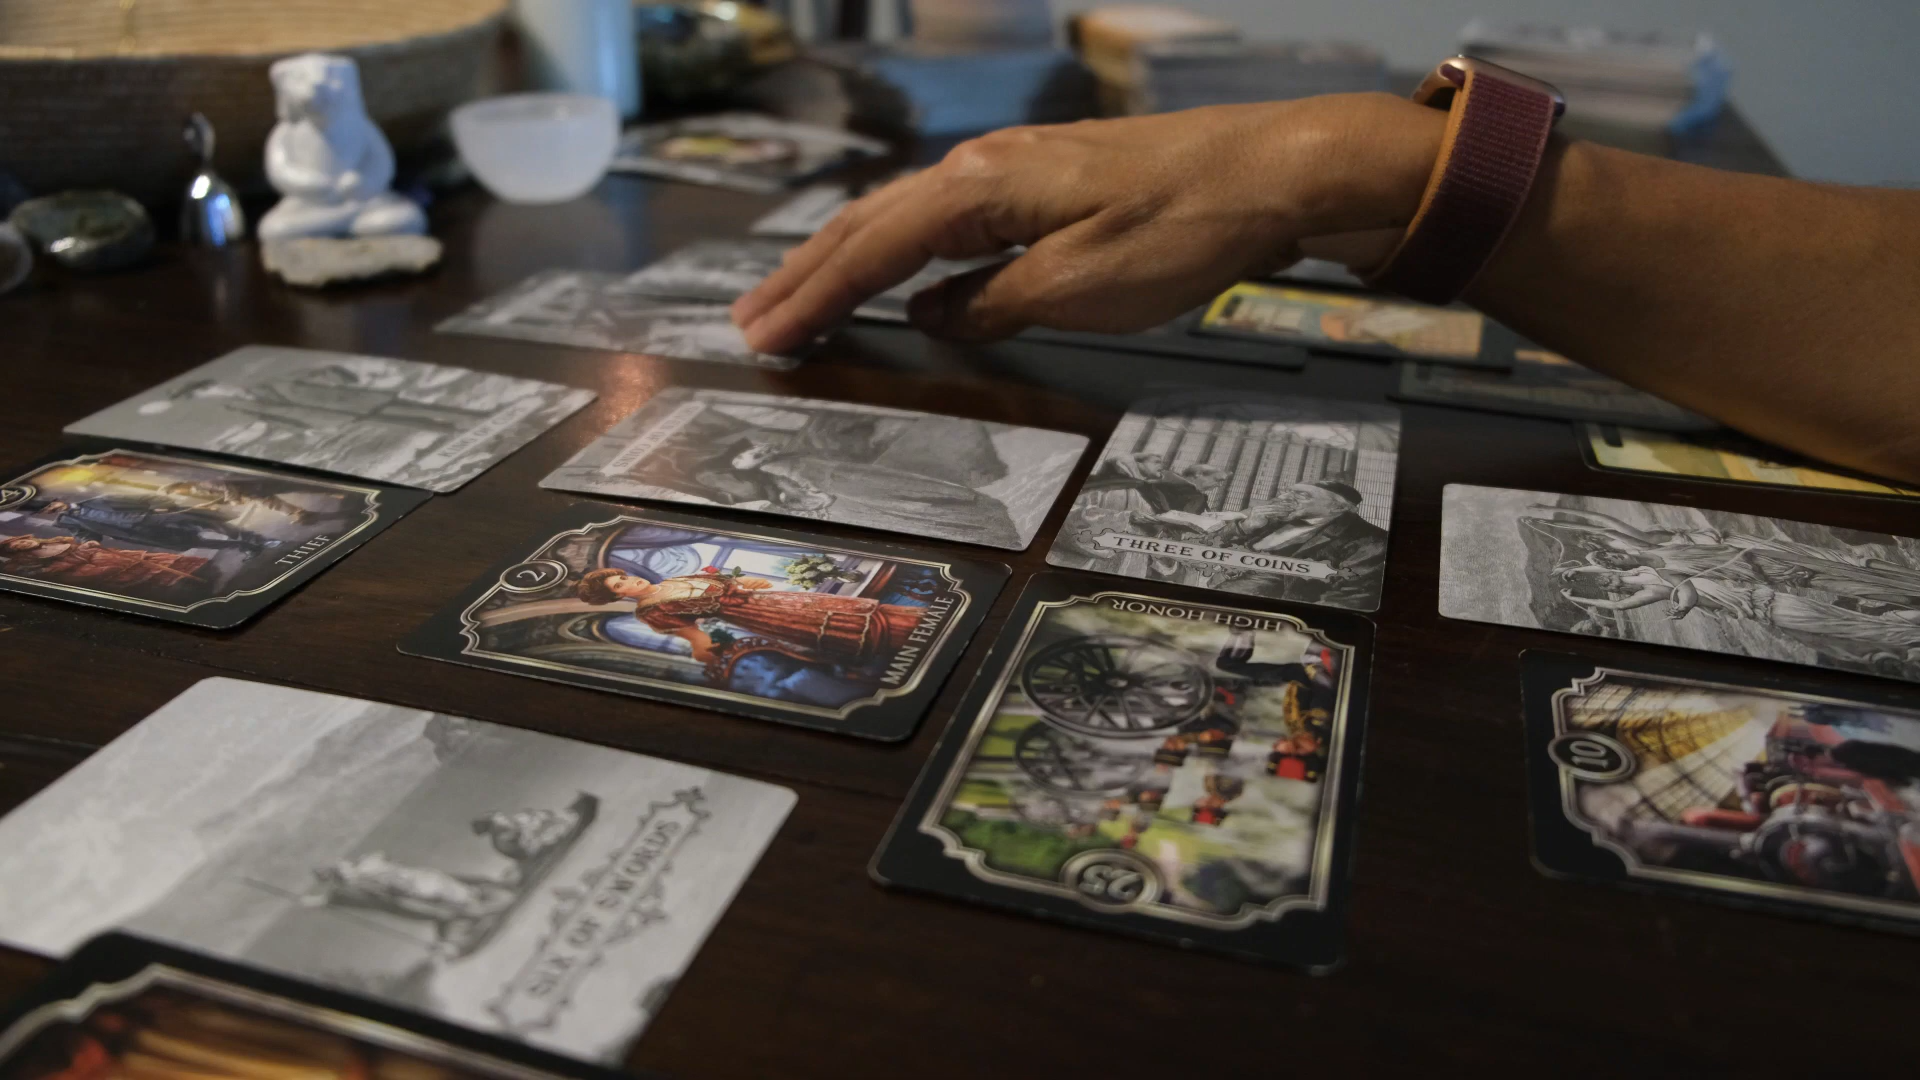 THREE OF COINS
THIEF
2
MAIN FEMALE
HIGH HONOR
25
10
SIX OF SWORDS